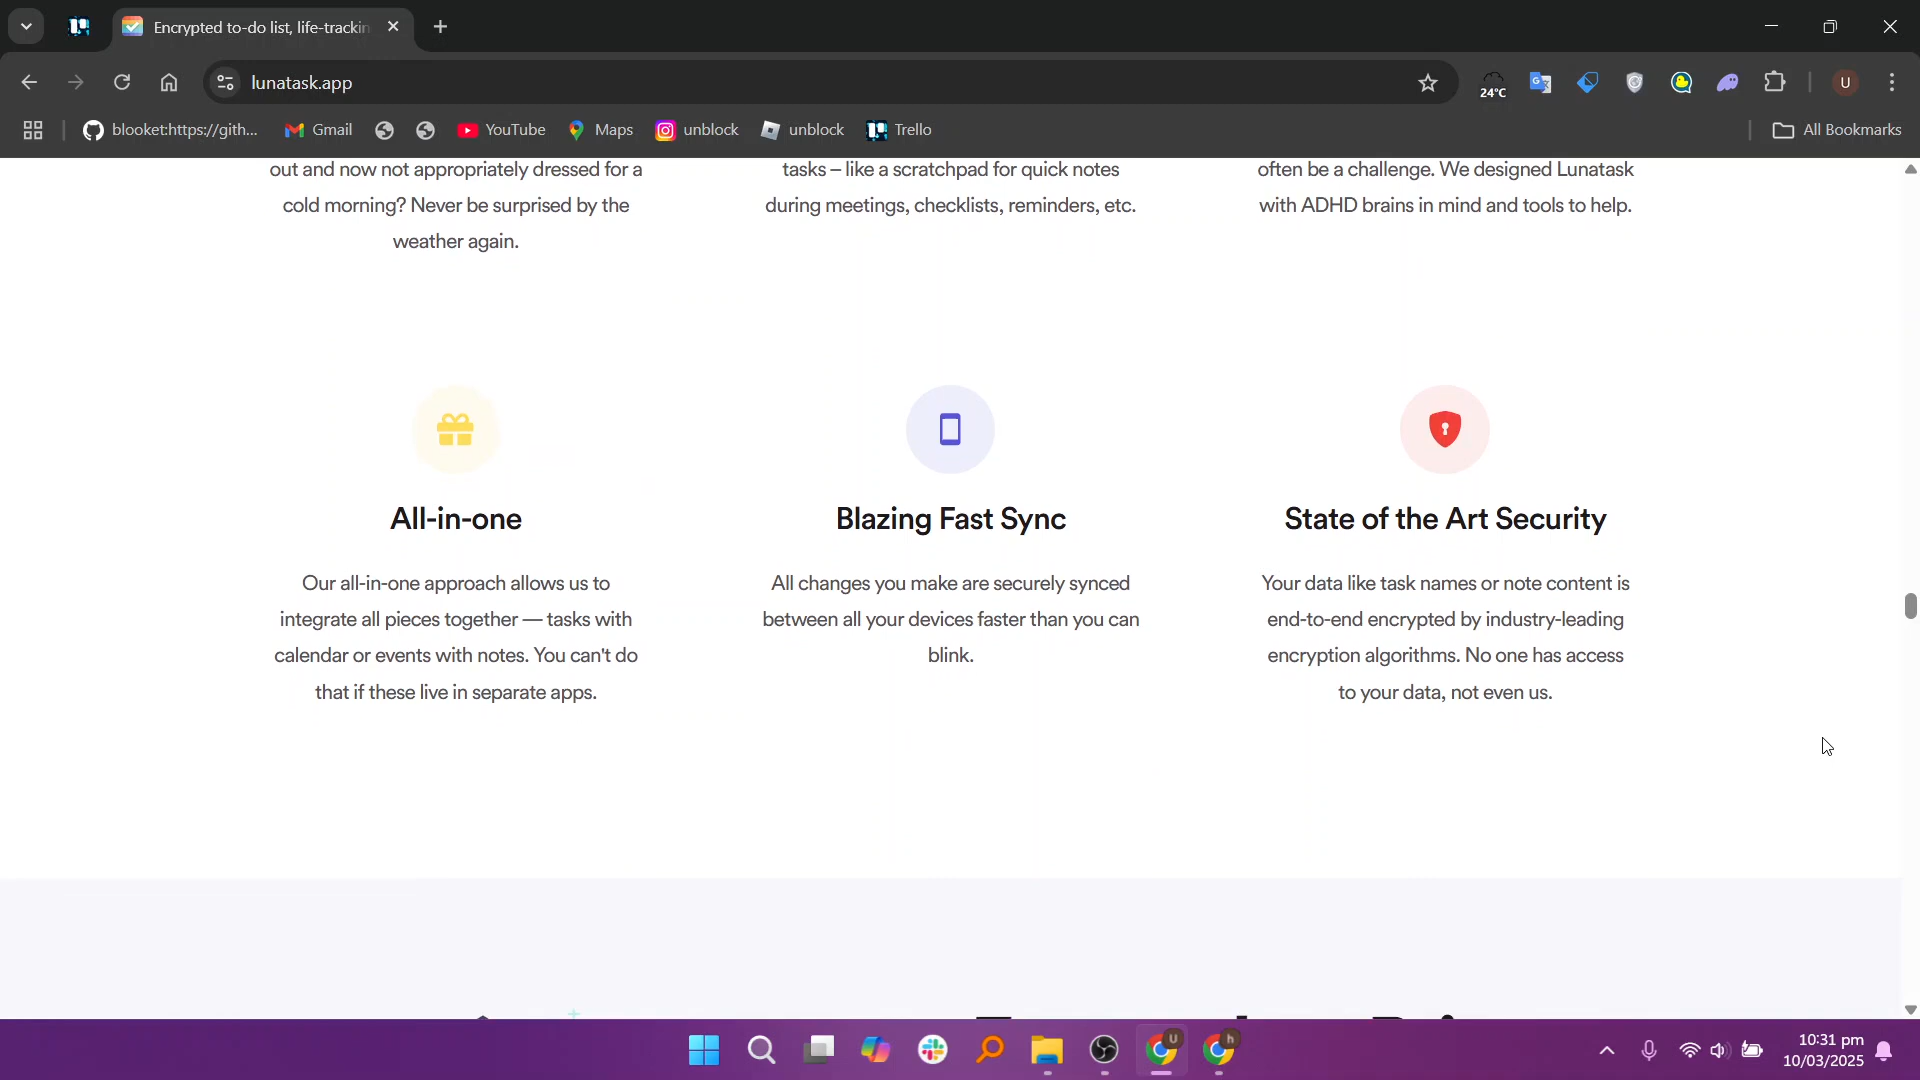 Encrypted to-do list, life-trackin
lunatask.app
24°C
U
blooket:https://gith...
Gmail
YouTube
Maps
unblock
unblock
Trello
All Bookmarks
out and now not appropriately dressed for a
cold morning? Never be surprised by the
weather again.
tasks – like a scratchpad for quick notes
during meetings, checklists, reminders, etc.
often be a challenge. We designed Lunatask
with ADHD brains in mind and tools to help.
All-in-one
Our all-in-one approach allows us to
integrate all pieces together — tasks with
calendar or events with notes. You can't do
that if these live in separate apps.
Blazing Fast Sync
All changes you make are securely synced
between all your devices faster than you can
blink.
State of the Art Security
Your data like task names or note content is
end-to-end encrypted by industry-leading
encryption algorithms. No one has access
to your data, not even us.
U
h
10:31 pm
10/03/2025